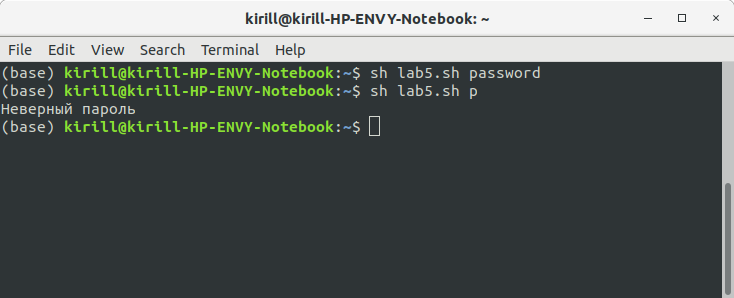 kirill@kirill-HP-ENVY-Notebook: ~
File Edit View Search Terminal Help
(base) kirill@kirill-HP-ENVY-Notebook:~$ sh lab5.sh password
(base) kirill@kirill-HP-ENVY-Notebook:~$ sh lab5.sh p
Неверный пароль
(base) kirill@kirill-HP-ENVY-Notebook:~$